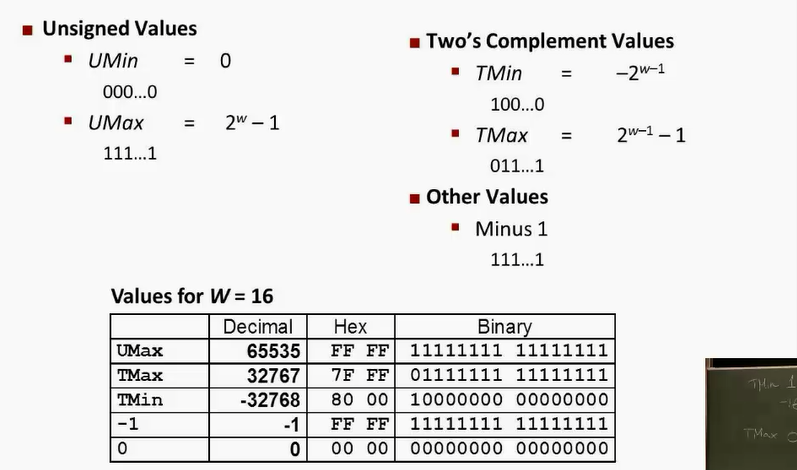 Unsigned Values
UMin = 0
000...0
UMax = 2^w – 1
111...1
Two's Complement Values
TMin = –2^w–1
100...0
TMax = 2^w–1 – 1
011...1
Other Values
Minus 1
111...1
Values for W = 16
Decimal Hex Binary
UMax 65535 FF FF 11111111 11111111
TMax 32767 7F FF 01111111 11111111
TMin -32768 80 00 10000000 00000000
-1 -1 FF FF 11111111 11111111
0 0 00 00 00000000 00000000
TMin 1
TMax 0